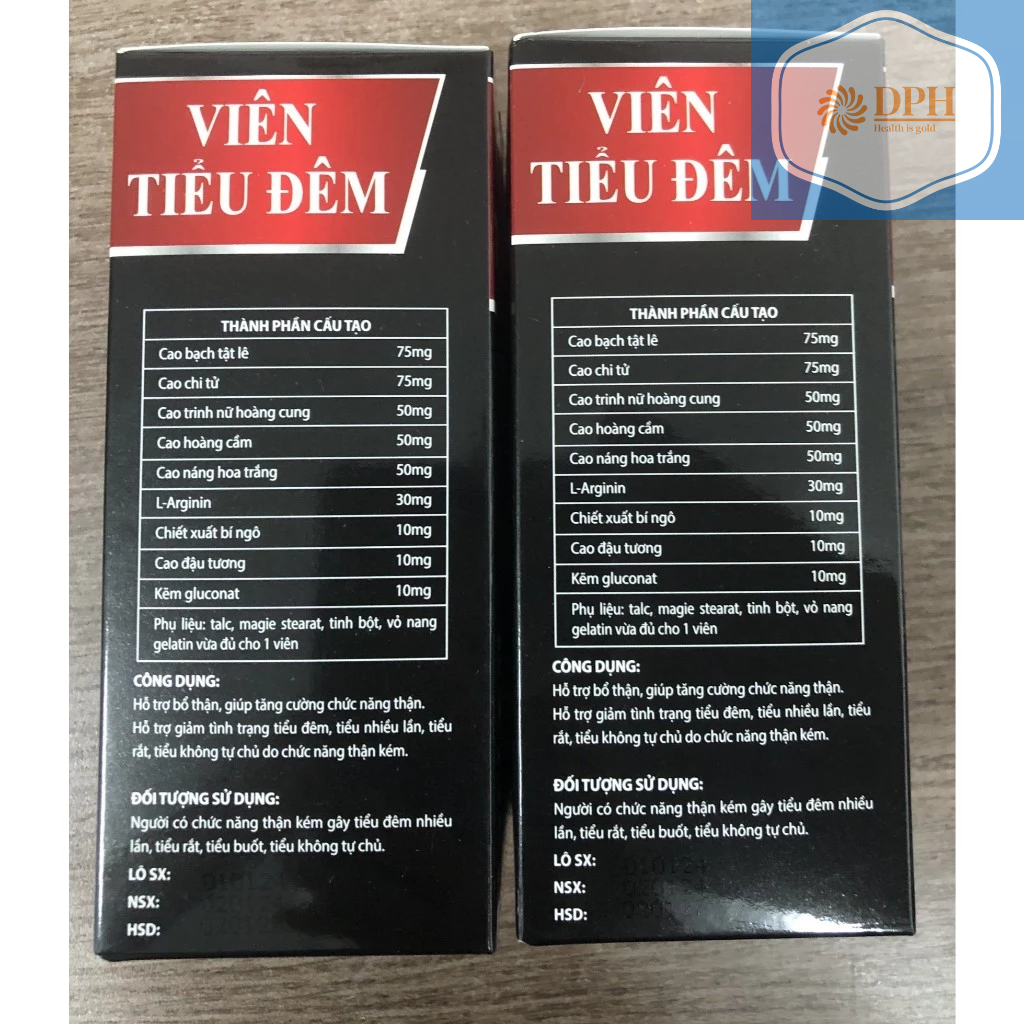 VIÊN
TIỂU ĐÊM
THÀNH PHẦN CẤU TẠO
Cao bạch tật lê 75mg
Cao chi tử 75mg
Cao trinh nữ hoàng cung 50mg
Cao hoàng cầm 50mg
Cao náng hoa trắng 50mg
L-Arginin 30mg
Chiết xuất bí ngô 10mg
Cao đậu tương 10mg
Kẽm gluconat 10mg
Phụ liệu: talc, magie stearat, tinh bột, vỏ nang
gelatin vừa đủ cho 1 viên
CÔNG DỤNG:
Hỗ trợ bổ thận, giúp tăng cường chức năng thận.
Hỗ trợ giảm tình trạng tiểu đêm, tiểu nhiều lần, tiểu
rắt, tiểu không tự chủ do chức năng thận kém.
ĐỐI TƯỢNG SỬ DỤNG:
Người có chức năng thận kém gây tiểu đêm nhiều
lần, tiểu rắt, tiểu buốt, tiểu không tự chủ.
LÔ SX: 010124
NSX:
HSD:
VIÊN
TIỂU ĐÊM
THÀNH PHẦN CẤU TẠO
Cao bạch tật lê 75mg
Cao chi tử 75mg
Cao trinh nữ hoàng cung 50mg
Cao hoàng cầm 50mg
Cao náng hoa trắng 50mg
L-Arginin 30mg
Chiết xuất bí ngô 10mg
Cao đậu tương 10mg
Kẽm gluconat 10mg
Phụ liệu: talc, magie stearat, tinh bột, vỏ nang
gelatin vừa đủ cho 1 viên
CÔNG DỤNG:
Hỗ trợ bổ thận, giúp tăng cường chức năng thận.
Hỗ trợ giảm tình trạng tiểu đêm, tiểu nhiều lần, tiểu
rắt, tiểu không tự chủ do chức năng thận kém.
ĐỐI TƯỢNG SỬ DỤNG:
Người có chức năng thận kém gây tiểu đêm nhiều
lần, tiểu rắt, tiểu buốt, tiểu không tự chủ.
LÔ SX: 010124
NSX:
HSD:
DPH
Health is gold